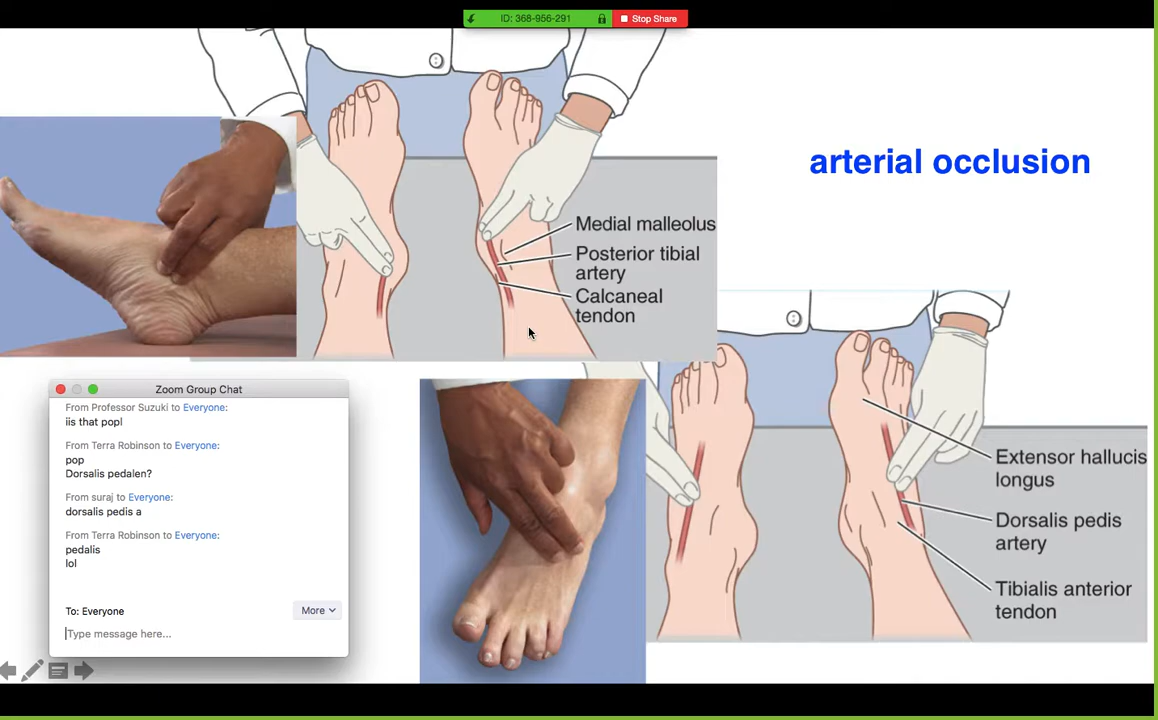 ID: 368-956-291
Stop Share
arterial occlusion
Medial malleolus
Posterior tibial
artery
Calcaneal
tendon
Zoom Group Chat
From Professor Suzuki to Everyone:
iis that popl
From Terra Robinson to Everyone:
pop
Dorsalis pedalen?
From suraj to Everyone:
dorsalis pedis a
From Terra Robinson to Everyone:
pedalis
lol
To: Everyone
More
Type message here...
Extensor hallucis
longus
Dorsalis pedis
artery
Tibialis anterior
tendon